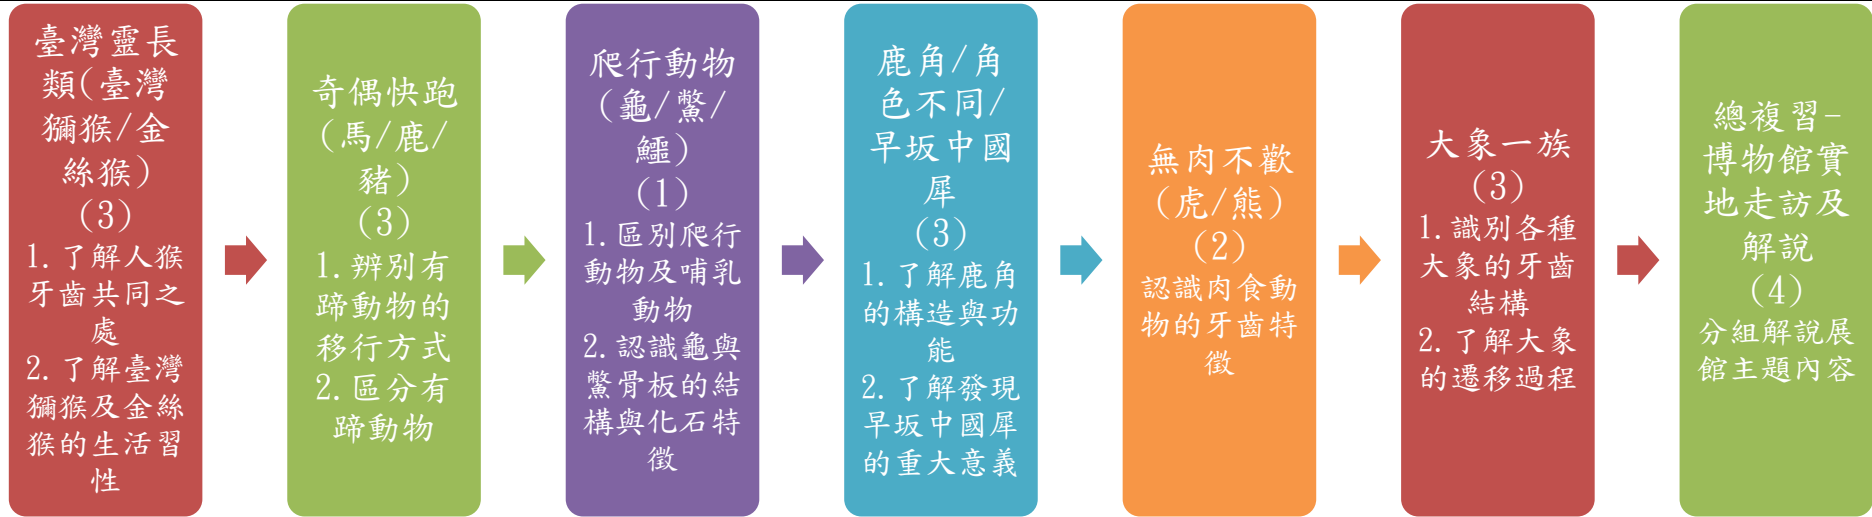 臺灣靈長
類(臺灣
獼猴/金
絲猴)
(3)
1.了解人猴
牙齒共同之
處
2.了解臺灣
獼猴及金絲
猴的生活習
性
奇偶快跑
(馬/鹿/
豬)
(3)
1.辨別有
蹄動物的
移行方式
2.區分有
蹄動物
爬行動物
(龜/鱉/
鱷)
(1)
1.區別爬行
動物及哺乳
動物
2.認識龜與
鱉骨板的結
構與化石特
徵
鹿角/角
色不同/
早坂中國
犀
(3)
1.了解鹿角
的構造與功
能
2.了解發現
早坂中國犀
的重大意義
無肉不歡
(虎/熊)
(2)
認識肉食動
物的牙齒特
徵
大象一族
(3)
1.識別各種
大象的牙齒
結構
2.了解大象
的遷移過程
總複習-
博物館實
地走訪及
解說
(4)
分組解說展
館主題內容